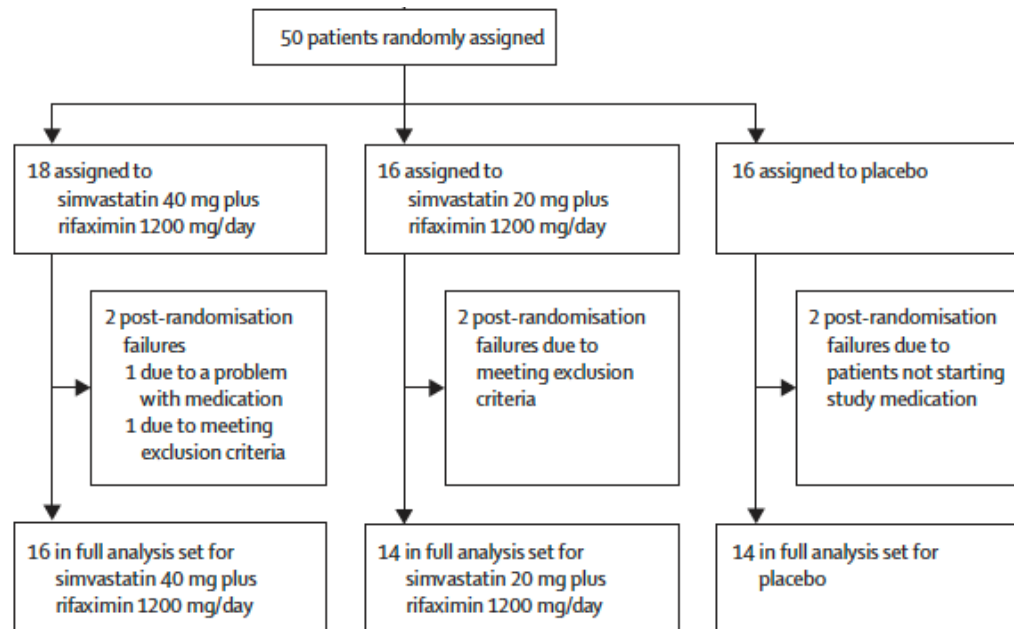 50 patients randomly assigned
18 assigned to
simvastatin 40 mg plus
rifaximin 1200 mg/day
16 assigned to
simvastatin 20 mg plus
rifaximin 1200 mg/day
16 assigned to placebo
2 post-randomisation
failures
1 due to a problem
with medication
1 due to meeting
exclusion criteria
2 post-randomisation
failures due to
meeting exclusion
criteria
2 post-randomisation
failures due to
patients not starting
study medication
16 in full analysis set for
simvastatin 40 mg plus
rifaximin 1200 mg/day
14 in full analysis set for
simvastatin 20 mg plus
rifaximin 1200 mg/day
14 in full analysis set for
placebo